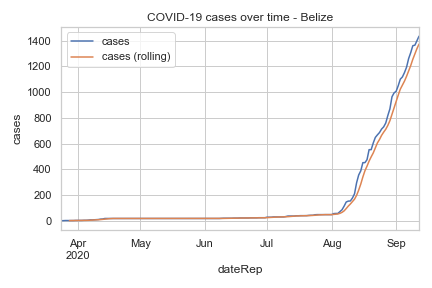 COVID-19 cases over time - Belize
cases
cases (rolling)
1400
1200
1000
800
600
400
200
0
cases
Apr
2020
May
Jun
Jul
Aug
Sep
dateRep